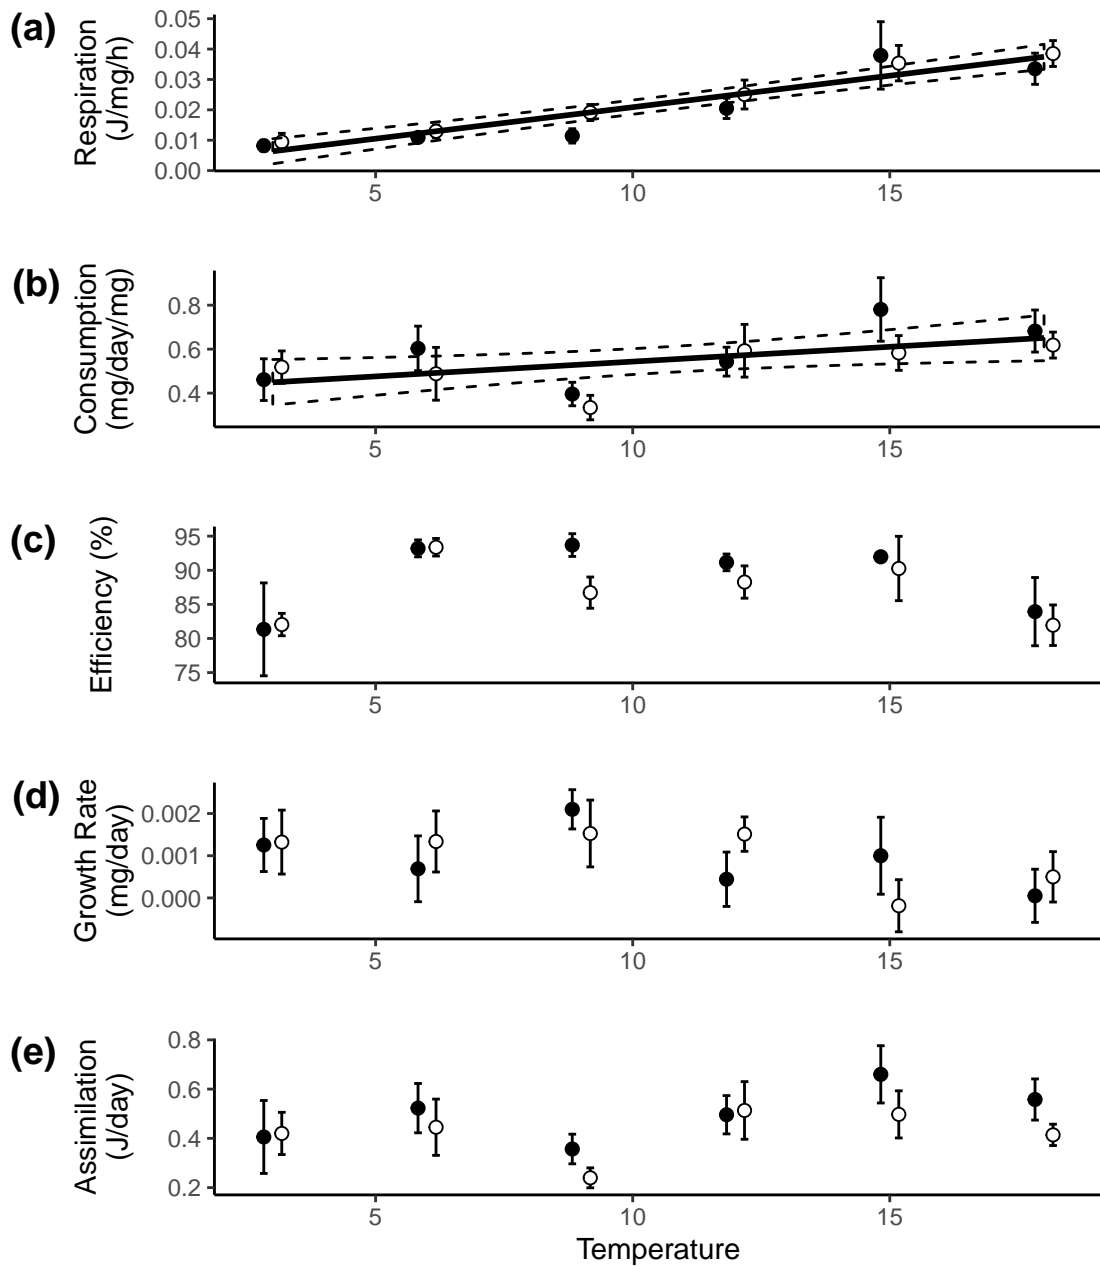 (a)
Respiration
(J/mg/h)
0.05
0.04
0.03
0.02
0.01
0.00
5 10 15
(b)
Consumption
(mg/day/mg)
0.8
0.6
0.4
5 10 15
(c)
Efficiency (%)
95
90
85
80
75
5 10 15
(d)
Growth Rate
(mg/day)
0.002
0.001
0.000
5 10 15
(e)
Assimilation
(J/day)
0.8
0.6
0.4
0.2
5 10 15
Temperature